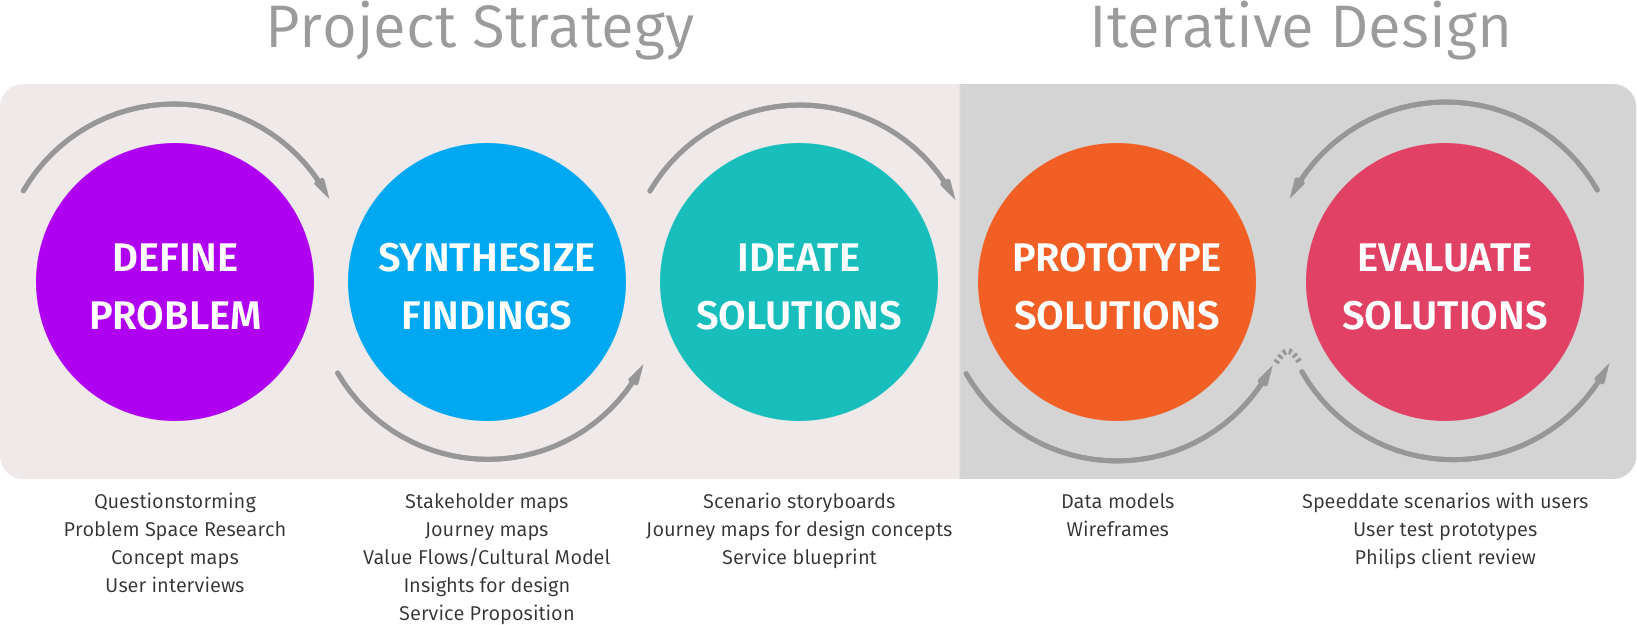 Project Strategy
Iterative Design
DEFINE
PROBLEM
SYNTHESIZE
FINDINGS
IDEATE
SOLUTIONS
PROTOTYPE
SOLUTIONS
EVALUATE
SOLUTIONS
Questionstorming
Problem Space Research
Concept maps
User interviews
Stakeholder maps
Journey maps
Value Flows/Cultural Model
Insights for design
Service Proposition
Scenario storyboards
Journey maps for design concepts
Service blueprint
Data models
Wireframes
Speeddate scenarios with users
User test prototypes
Philips client review